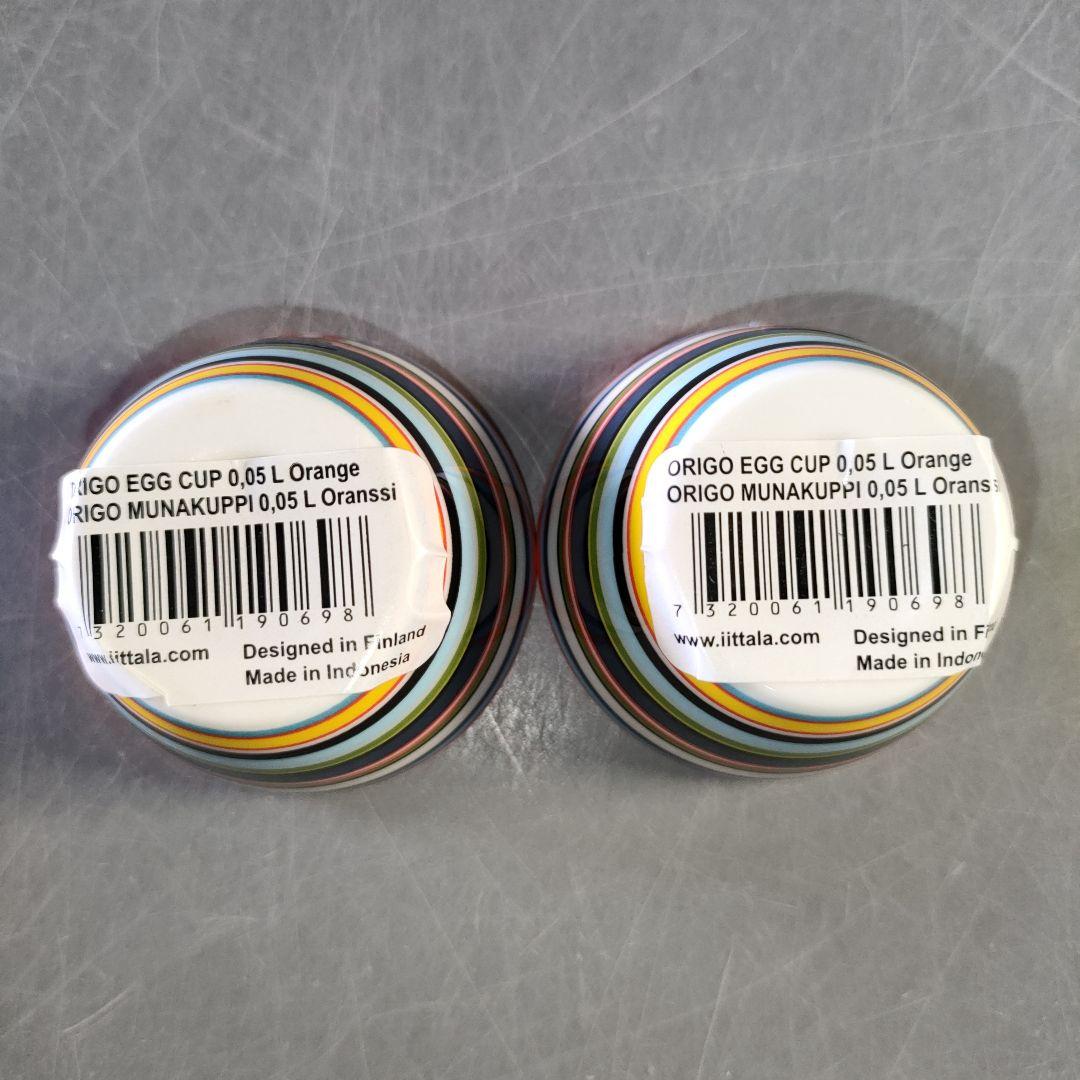 ORIGO EGG CUP 0,05 L Orange
ORIGO MUNAKUPPI 0,05 L Oranssi
7 320061 190698
www.iittala.com
Designed in Finland
Made in Indonesia
ORIGO EGG CUP 0,05 L Orange
ORIGO MUNAKUPPI 0,05 L Oranssi
7 320061 190698
www.iittala.com
Designed in
Made in